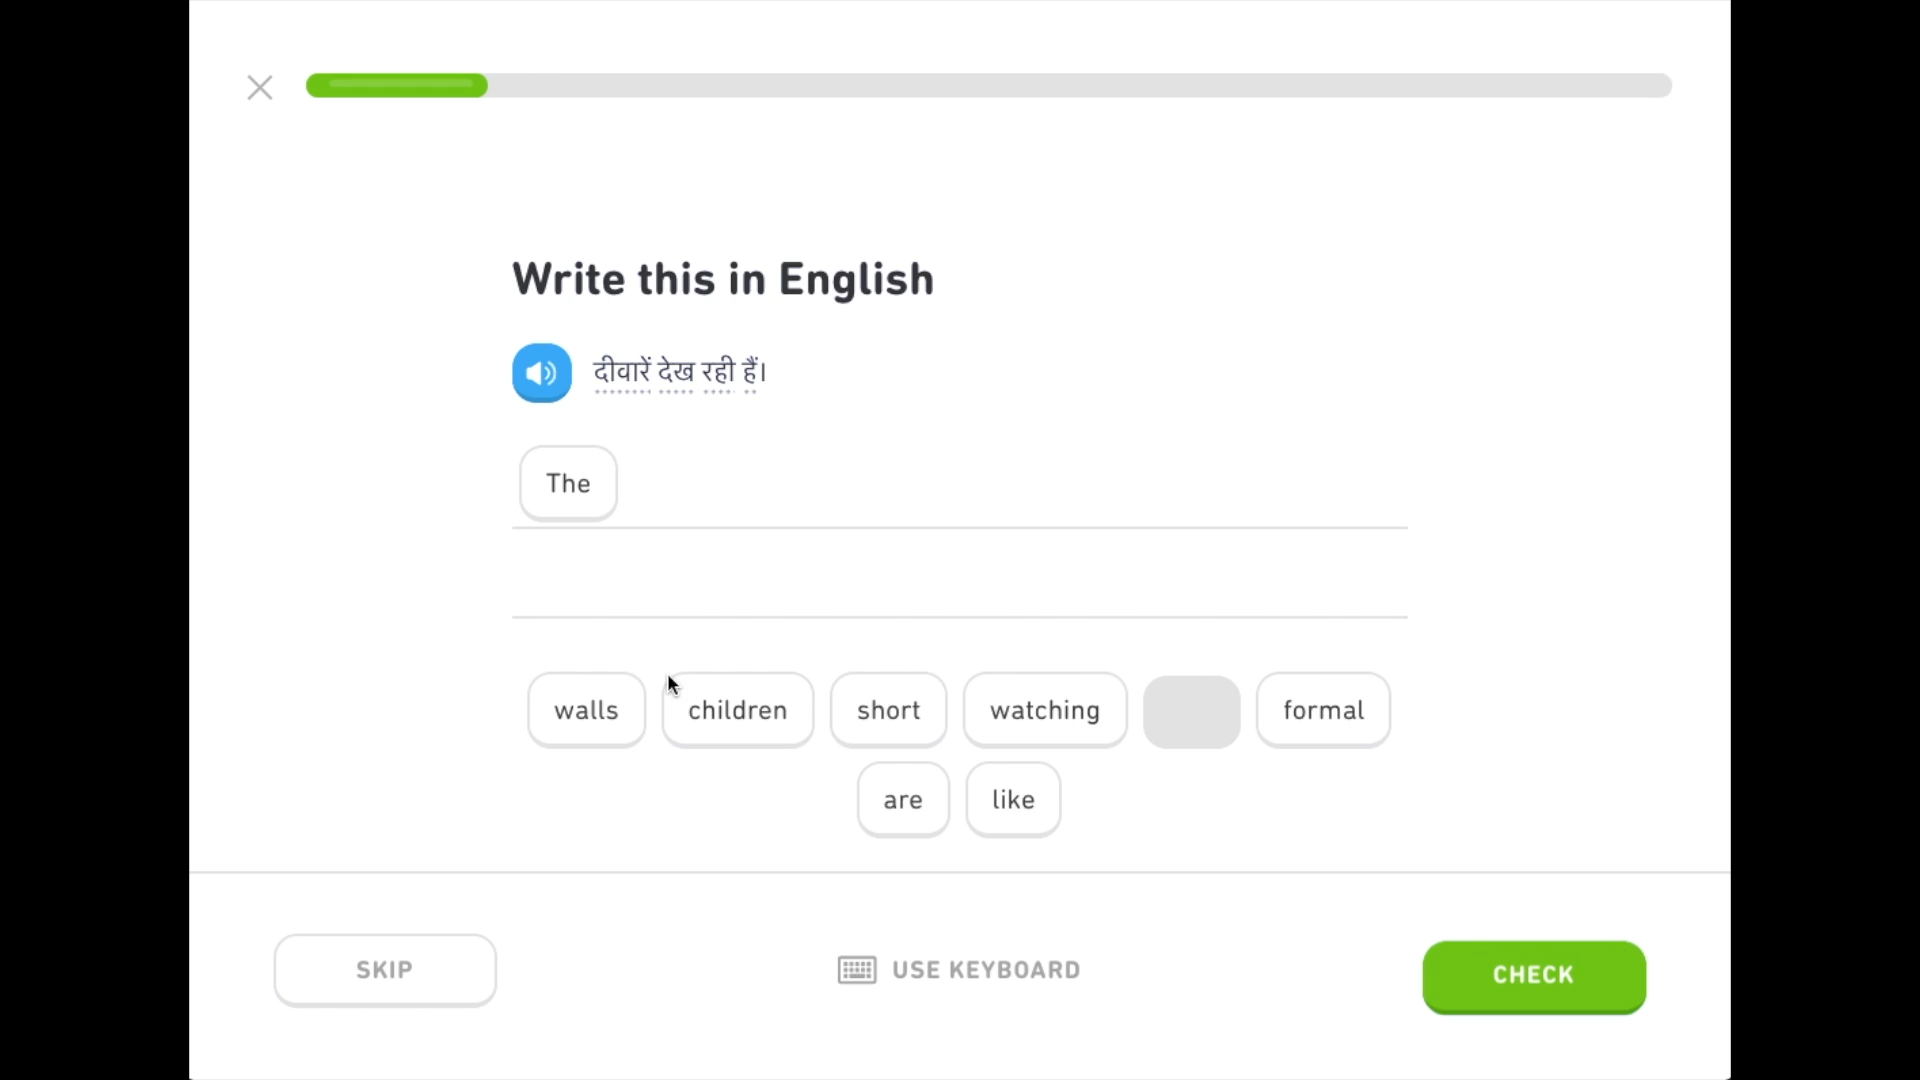 Write this in English
दीवारें देख रही हैं।
The
walls children short watching formal
are like
SKIP USE KEYBOARD CHECK